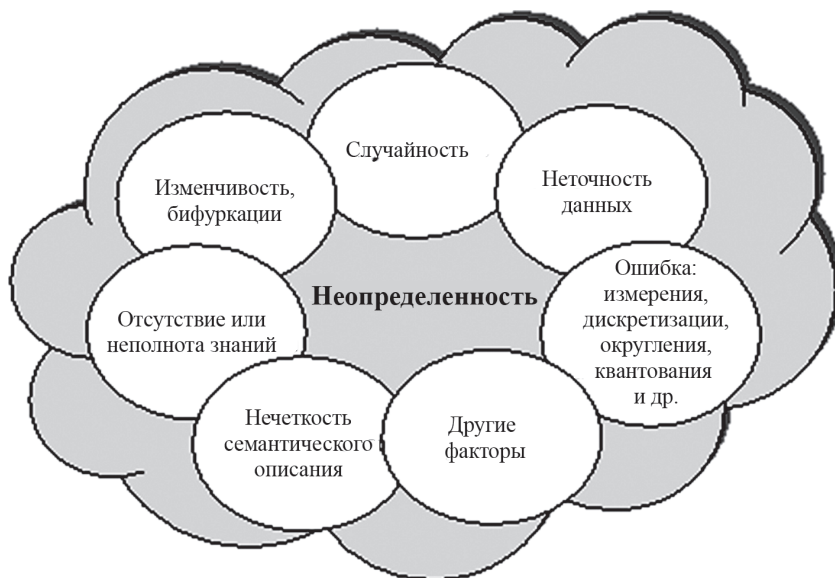 Случайность
Изменчивость,
бифуркации
Неточность
данных
Неопределенность
Ошибка:
измерения,
дискретизации,
округления,
квантования
и др.
Отсутствие или
неполнота знаний
Нечеткость
семантического
описания
Другие
факторы